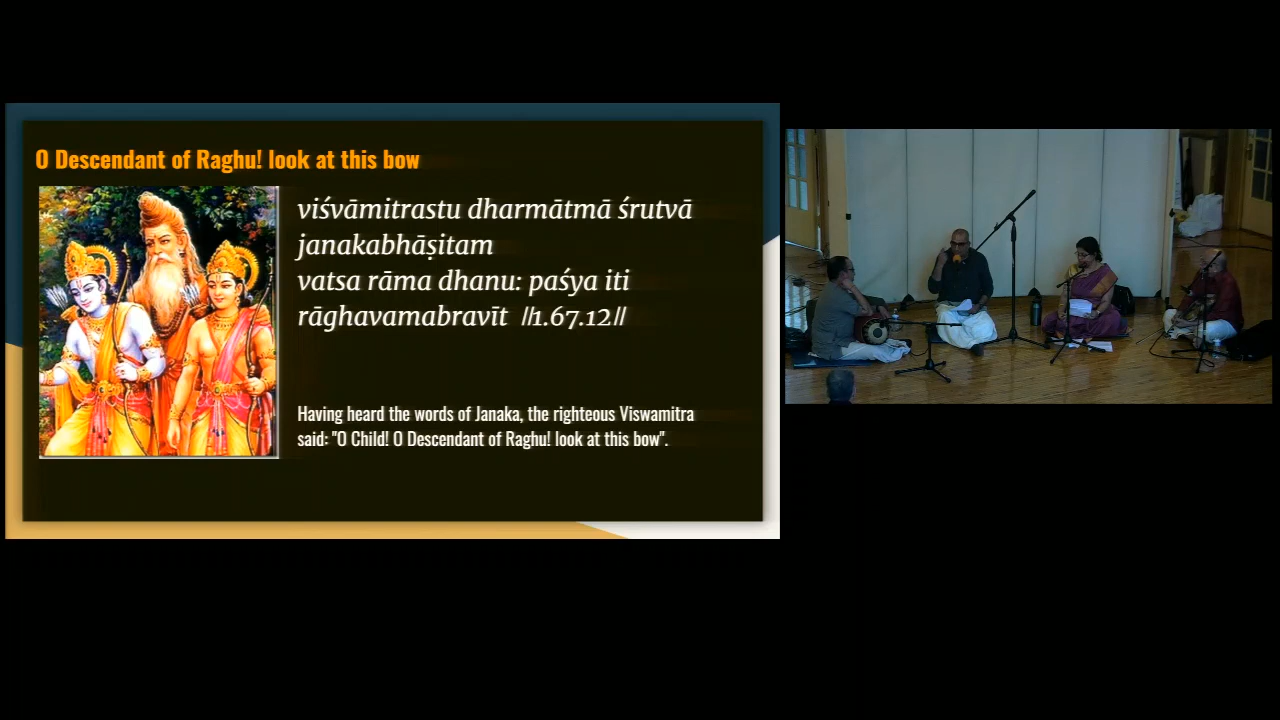 O Descendant of Raghu! look at this bow
viśvāmitrastu dharmātmā śrutvā
janakabhāṣitam
vatsa rāma dhanu: paśya iti
rāghavamabravīt //1.67.12//
Having heard the words of Janaka, the righteous Viswamitra
said: "O Child! O Descendant of Raghu! look at this bow".